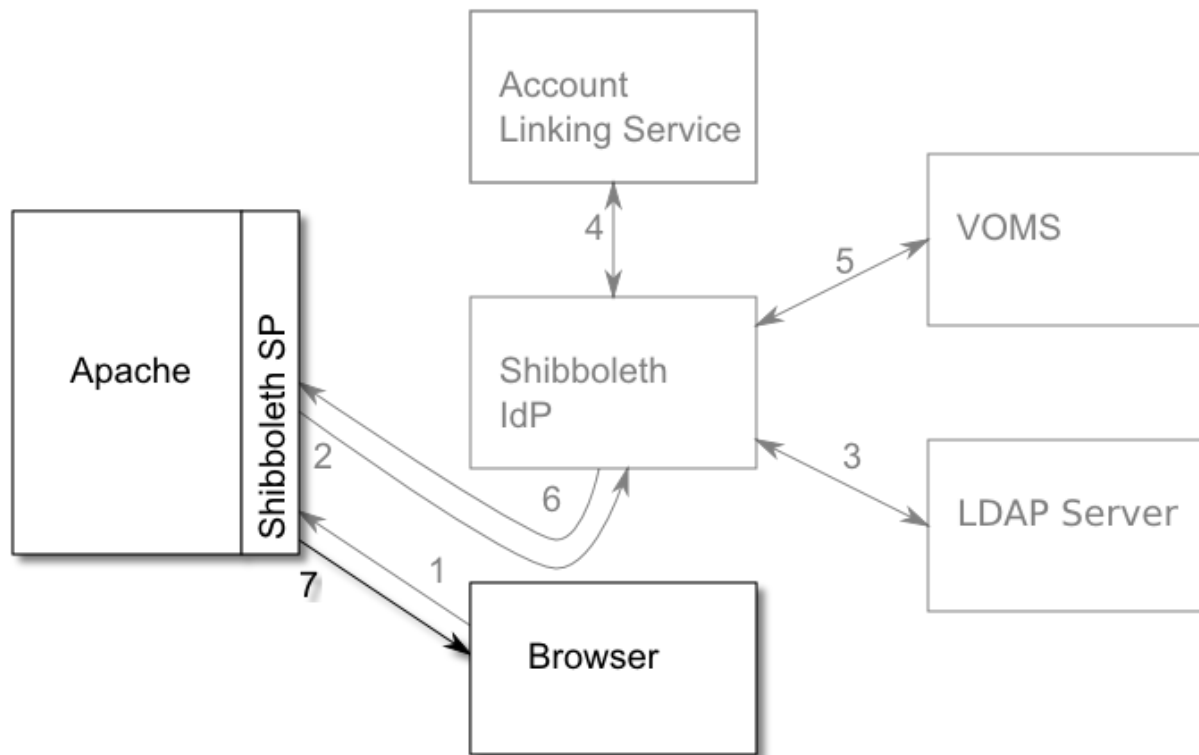 Account
Linking Service
4
VOMS
5
Apache
Shibboleth SP
Shibboleth
IdP
2
6
3
LDAP Server
1
7
Browser